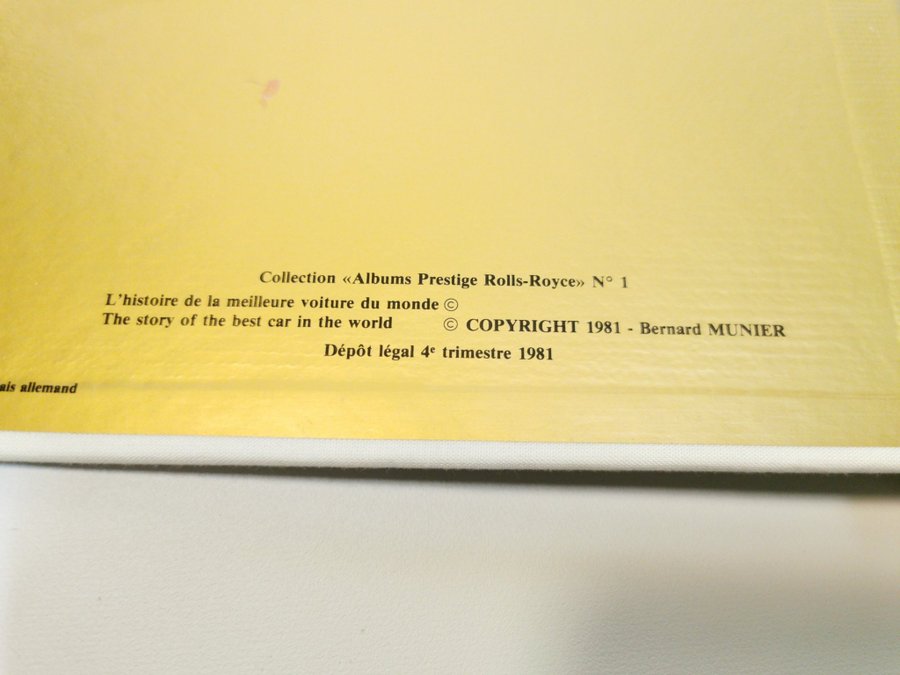 Collection «Albums Prestige Rolls-Royce» N° 1
L'histoire de la meilleure voiture du monde ©
The story of the best car in the world © COPYRIGHT 1981 - Bernard MUNIER
Dépôt légal 4e trimestre 1981
allemand